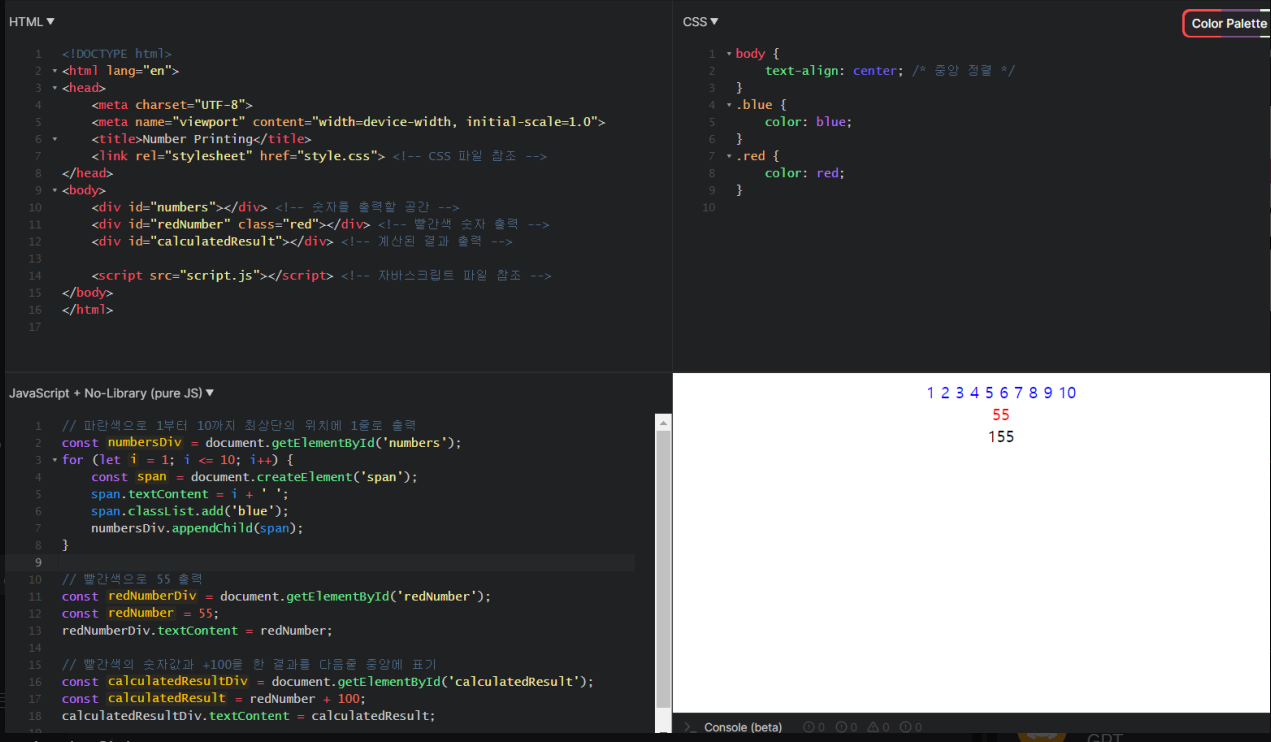 HTML ▼
1 <!DOCTYPE html>
2 <html lang="en">
3 <head>
4     <meta charset="UTF-8">
5     <meta name="viewport" content="width=device-width, initial-scale=1.0">
6     <title>Number Printing</title>
7     <link rel="stylesheet" href="style.css"> <!-- CSS 파일 참조 -->
8 </head>
9 <body>
10     <div id="numbers"></div> <!-- 숫자를 출력할 공간 -->
11     <div id="redNumber" class="red"></div> <!-- 빨간색 숫자 출력 -->
12     <div id="calculatedResult"></div> <!-- 계산된 결과 출력 -->
13
14     <script src="script.js"></script> <!-- 자바스크립트 파일 참조 -->
15 </body>
16 </html>
17
CSS ▼
Color Palette
1 body {
2     text-align: center; /* 중앙 정렬 */
3 }
4 .blue {
5     color: blue;
6 }
7 .red {
8     color: red;
9 }
10
JavaScript + No-Library (pure JS) ▼
1 // 파란색으로 1부터 10까지 최상단의 위치에 1줄로 출력
2 const numbersDiv = document.getElementById('numbers');
3 for (let i = 1; i <= 10; i++) {
4     const span = document.createElement('span');
5     span.textContent = i + ' ';
6     span.classList.add('blue');
7     numbersDiv.appendChild(span);
8 }
9
10 // 빨간색으로 55 출력
11 const redNumberDiv = document.getElementById('redNumber');
12 const redNumber = 55;
13 redNumberDiv.textContent = redNumber;
14
15 // 빨간색의 숫자값과 +100을 한 결과를 다음줄 중앙에 표기
16 const calculatedResultDiv = document.getElementById('calculatedResult');
17 const calculatedResult = redNumber + 100;
18 calculatedResultDiv.textContent = calculatedResult;
1 2 3 4 5 6 7 8 9 10
55
155
Console (beta) 0 0 0 0
GPT